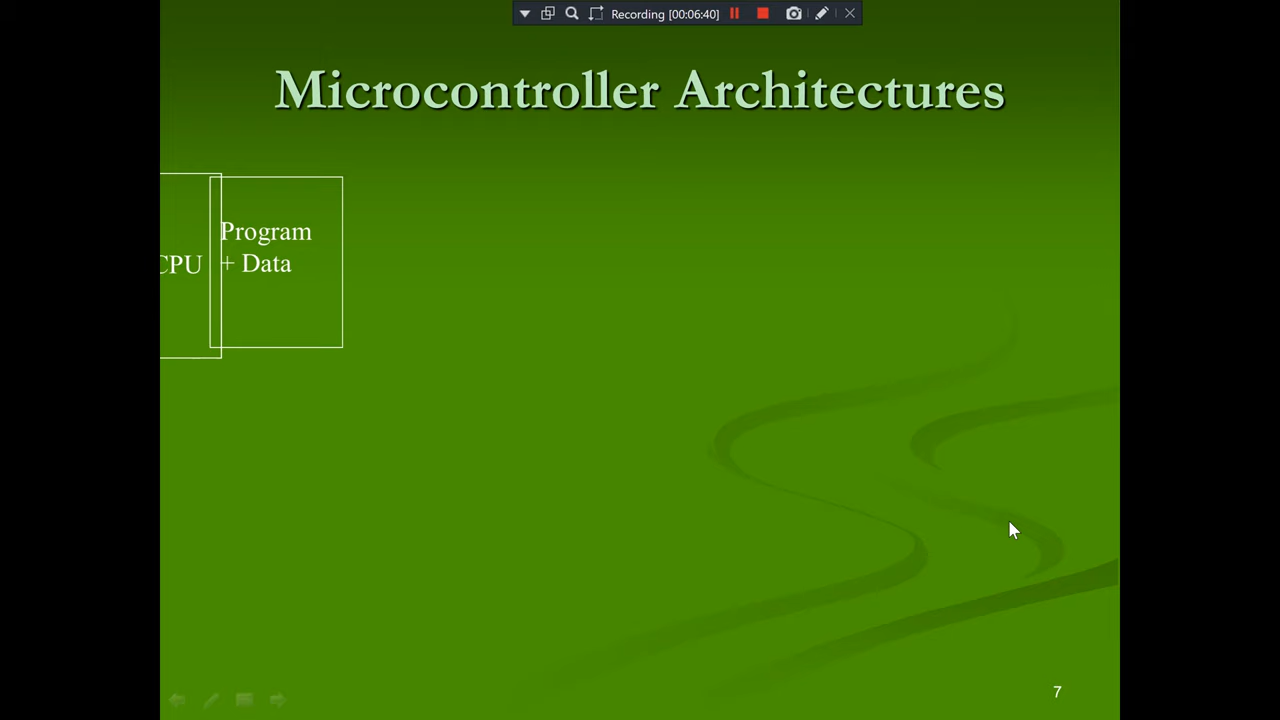 Recording [00:06:40]
Microcontroller Architectures
Program
+ Data
CPU
7